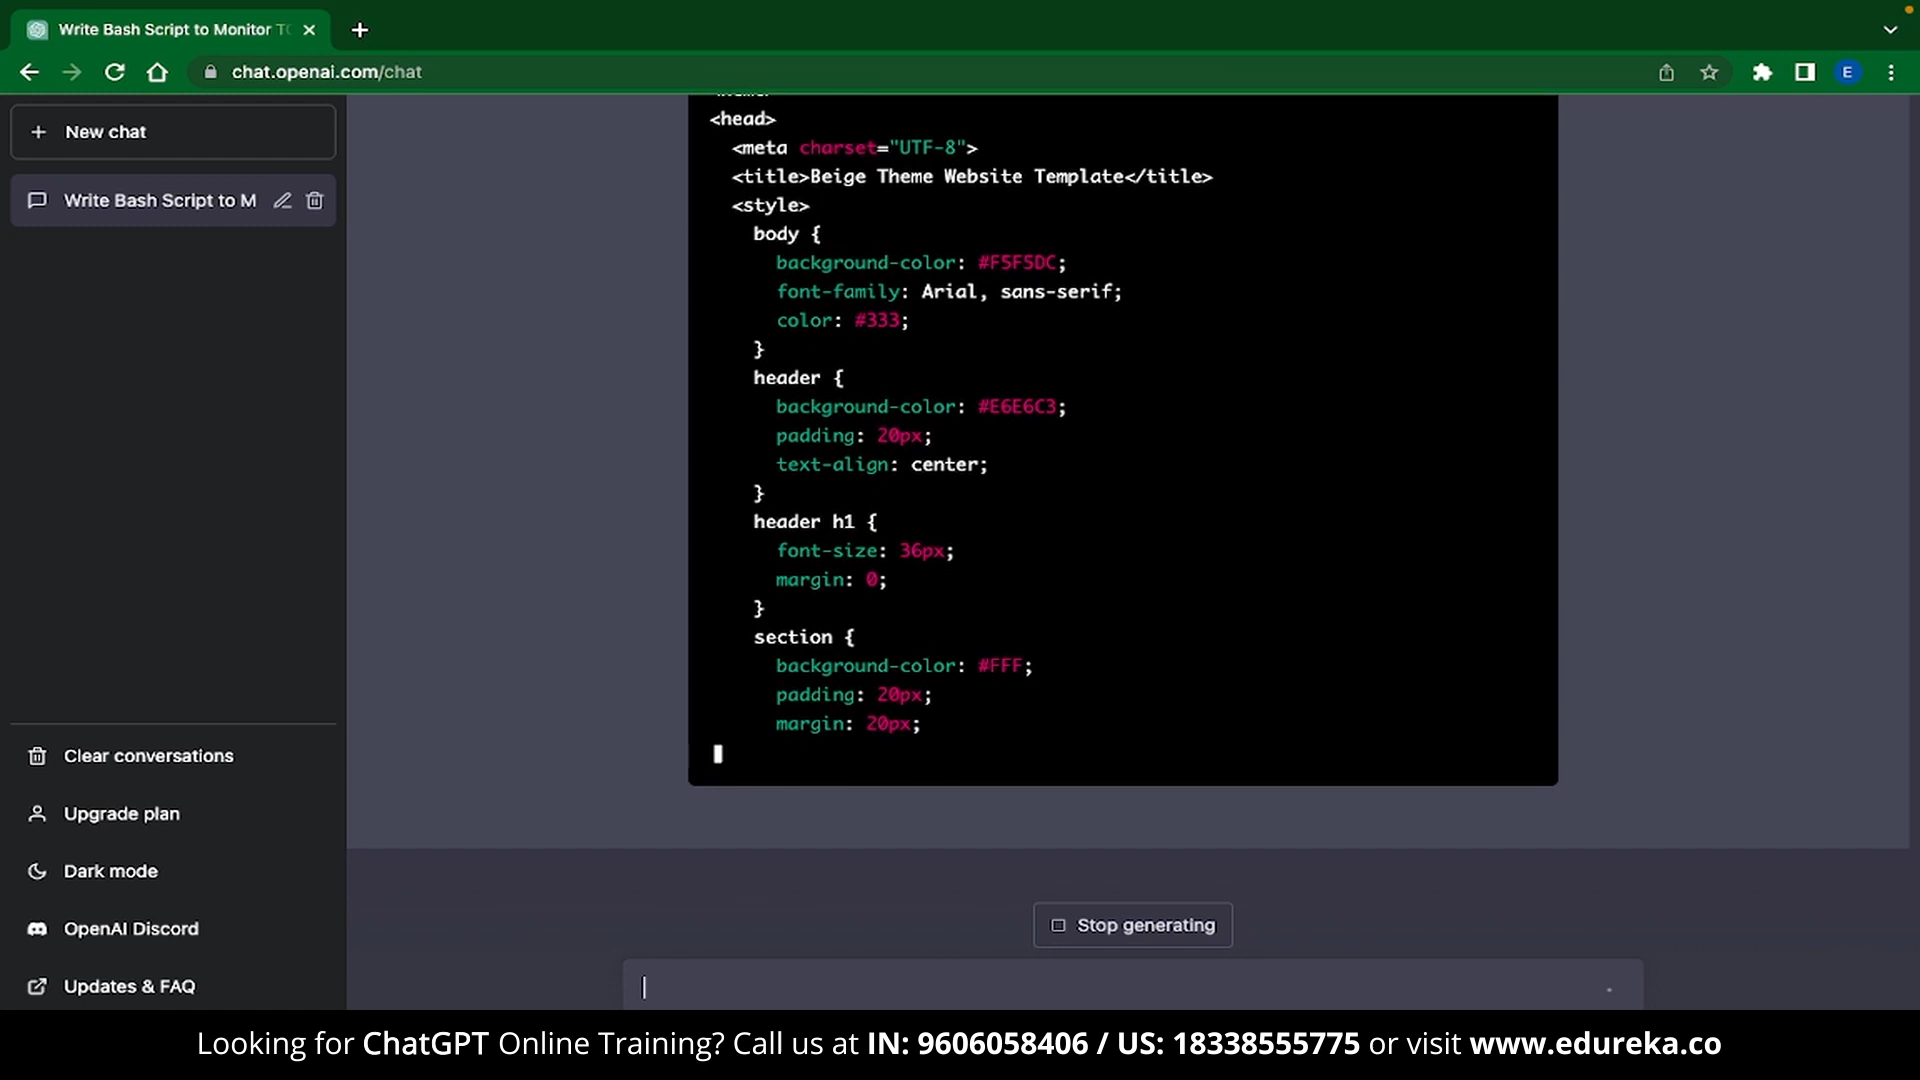 Write Bash Script to Monitor
chat.openai.com/chat
E
New chat
Write Bash Script to M
<head>
<meta charset="UTF-8">
<title>Beige Theme Website Template</title>
<style>
body {
background-color: #F5F5DC;
font-family: Arial, sans-serif;
color: #333;
}
header {
background-color: #E6E6C3;
padding: 20px;
text-align: center;
}
header h1 {
font-size: 36px;
margin: 0;
}
section {
background-color: #FFF;
padding: 20px;
margin: 20px;
Clear conversations
Upgrade plan
Dark mode
OpenAI Discord
Updates & FAQ
Stop generating
Looking for ChatGPT Online Training? Call us at IN: 9606058406 / US: 18338555775 or visit www.edureka.co